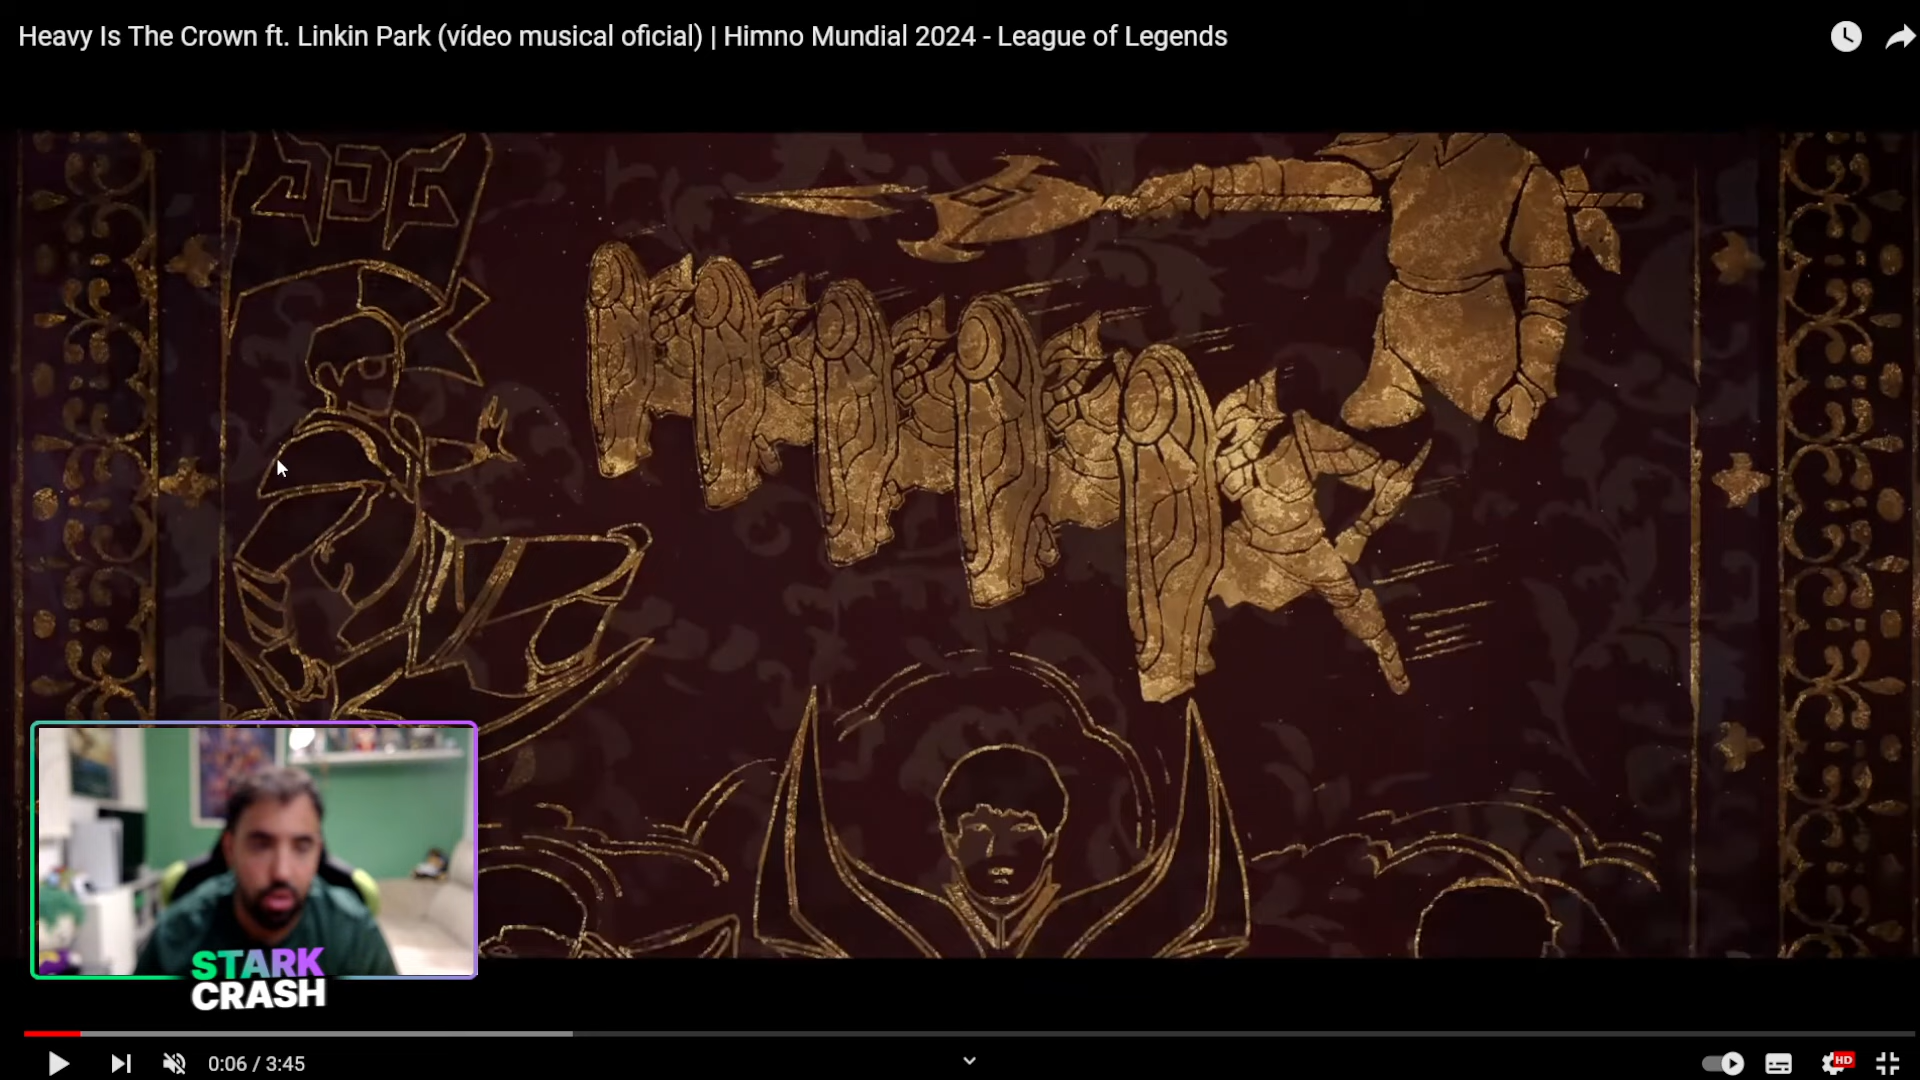 Heavy Is The Crown ft. Linkin Park (vídeo musical oficial) | Himno Mundial 2024 - League of Legends
STARK
CRASH
0:06 / 3:45
HD